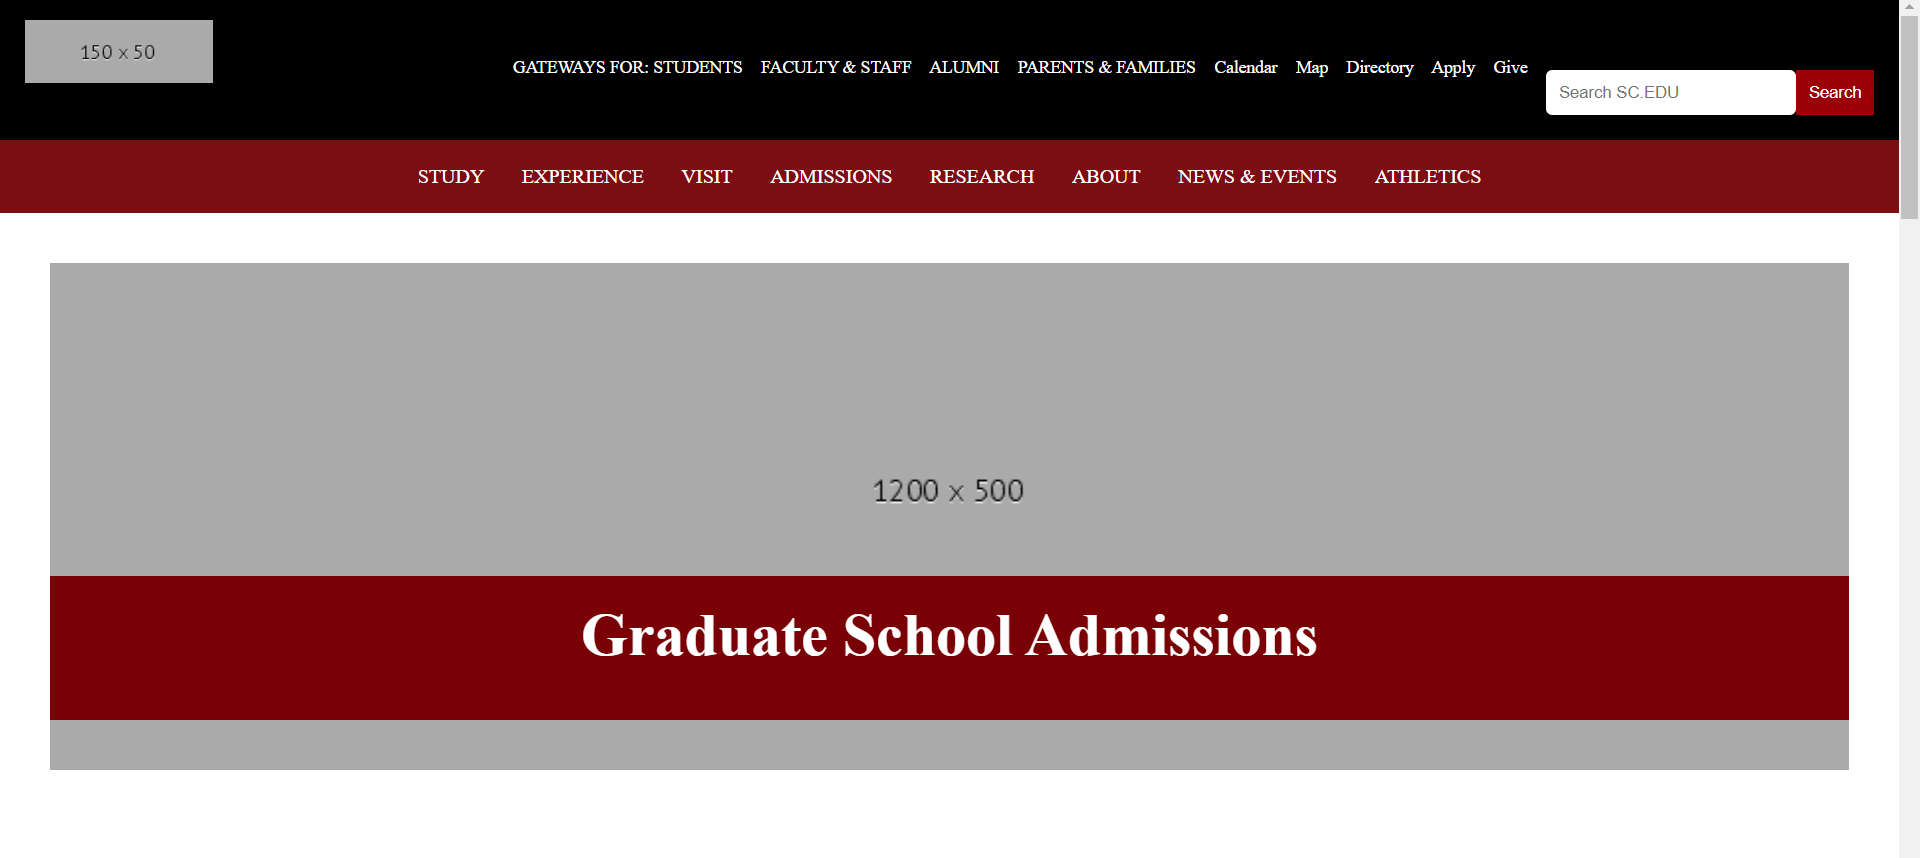 150 x 50
GATEWAYS FOR: STUDENTS FACULTY & STAFF ALUMNI PARENTS & FAMILIES Calendar Map Directory Apply Give
Search SC.EDU Search
STUDY EXPERIENCE VISIT ADMISSIONS RESEARCH ABOUT NEWS & EVENTS ATHLETICS
1200 x 500
Graduate School Admissions